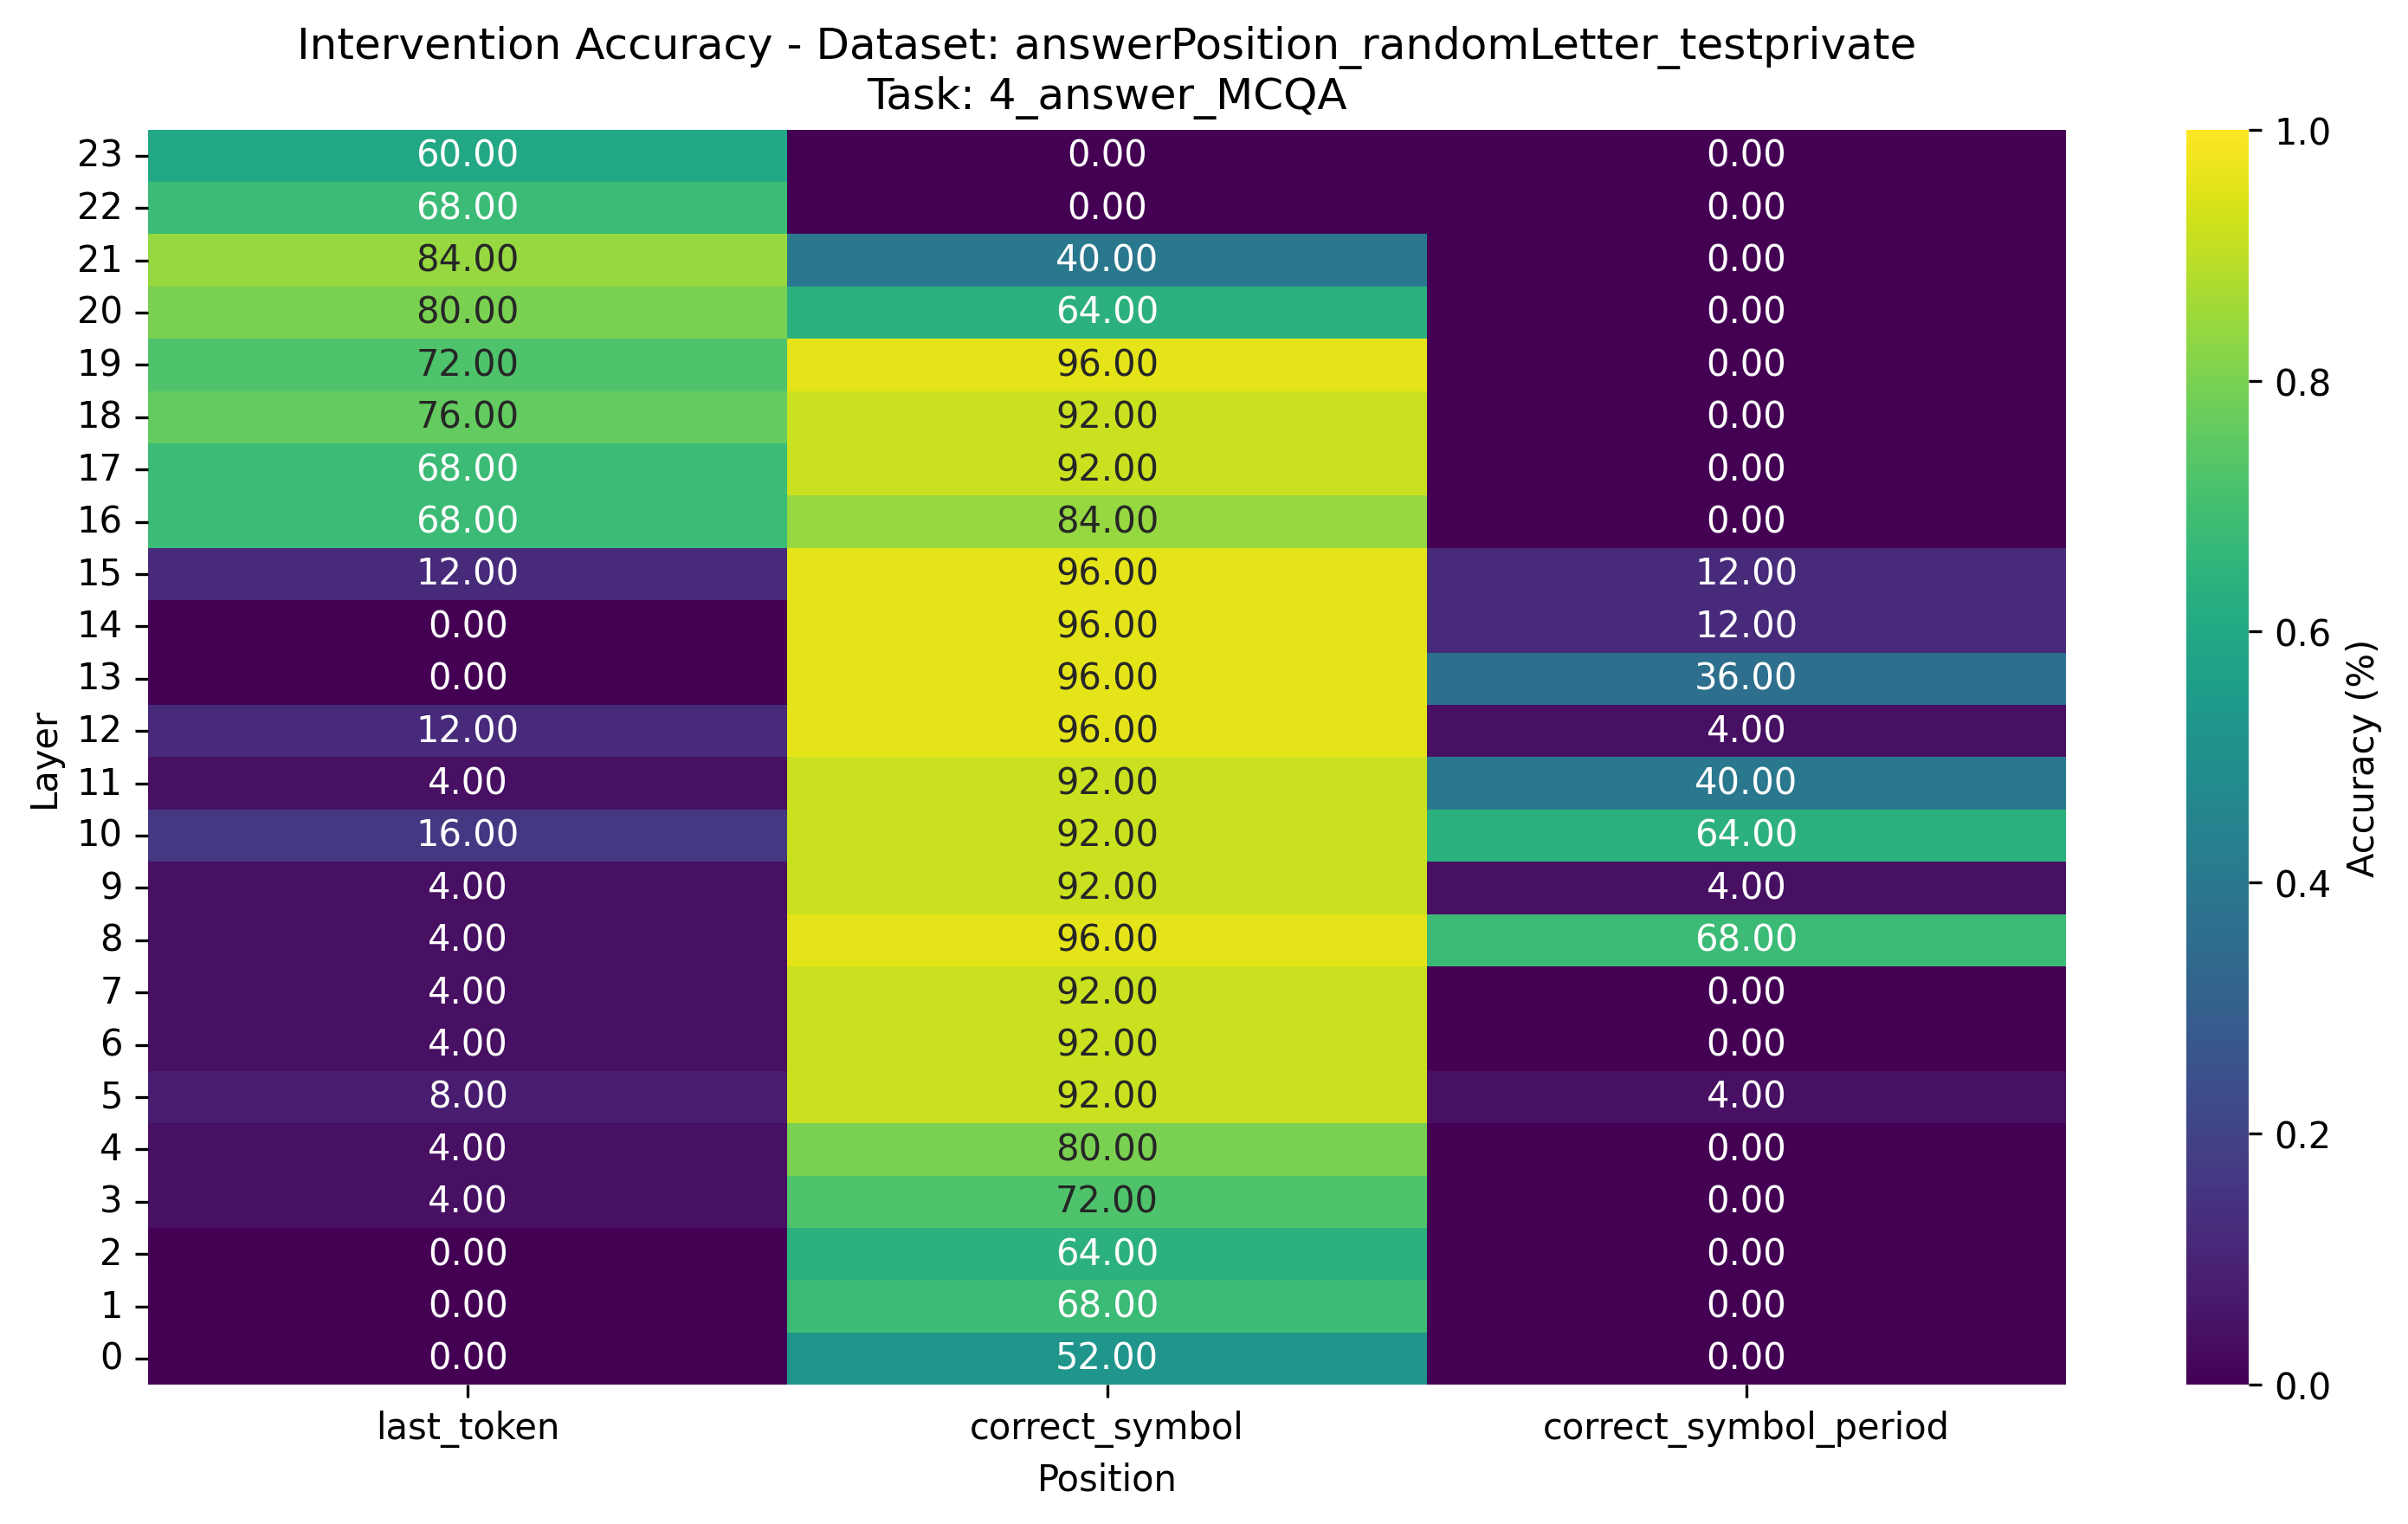 Intervention Accuracy - Dataset: answerPosition_randomLetter_testprivate
Task: 4_answer_MCQA
23 60.00 0.00 0.00
22 68.00 0.00 0.00
21 84.00 40.00 0.00
20 80.00 64.00 0.00
19 72.00 96.00 0.00
18 76.00 92.00 0.00
17 68.00 92.00 0.00
16 68.00 84.00 0.00
15 12.00 96.00 12.00
14 0.00 96.00 12.00
13 0.00 96.00 36.00
12 12.00 96.00 4.00
11 4.00 92.00 40.00
10 16.00 92.00 64.00
9 4.00 92.00 4.00
8 4.00 96.00 68.00
7 4.00 92.00 0.00
6 4.00 92.00 0.00
5 8.00 92.00 4.00
4 4.00 80.00 0.00
3 4.00 72.00 0.00
2 0.00 64.00 0.00
1 0.00 68.00 0.00
0 0.00 52.00 0.00
Layer
last_token correct_symbol correct_symbol_period
Position
1.0
0.8
0.6
0.4
0.2
0.0
Accuracy (%)